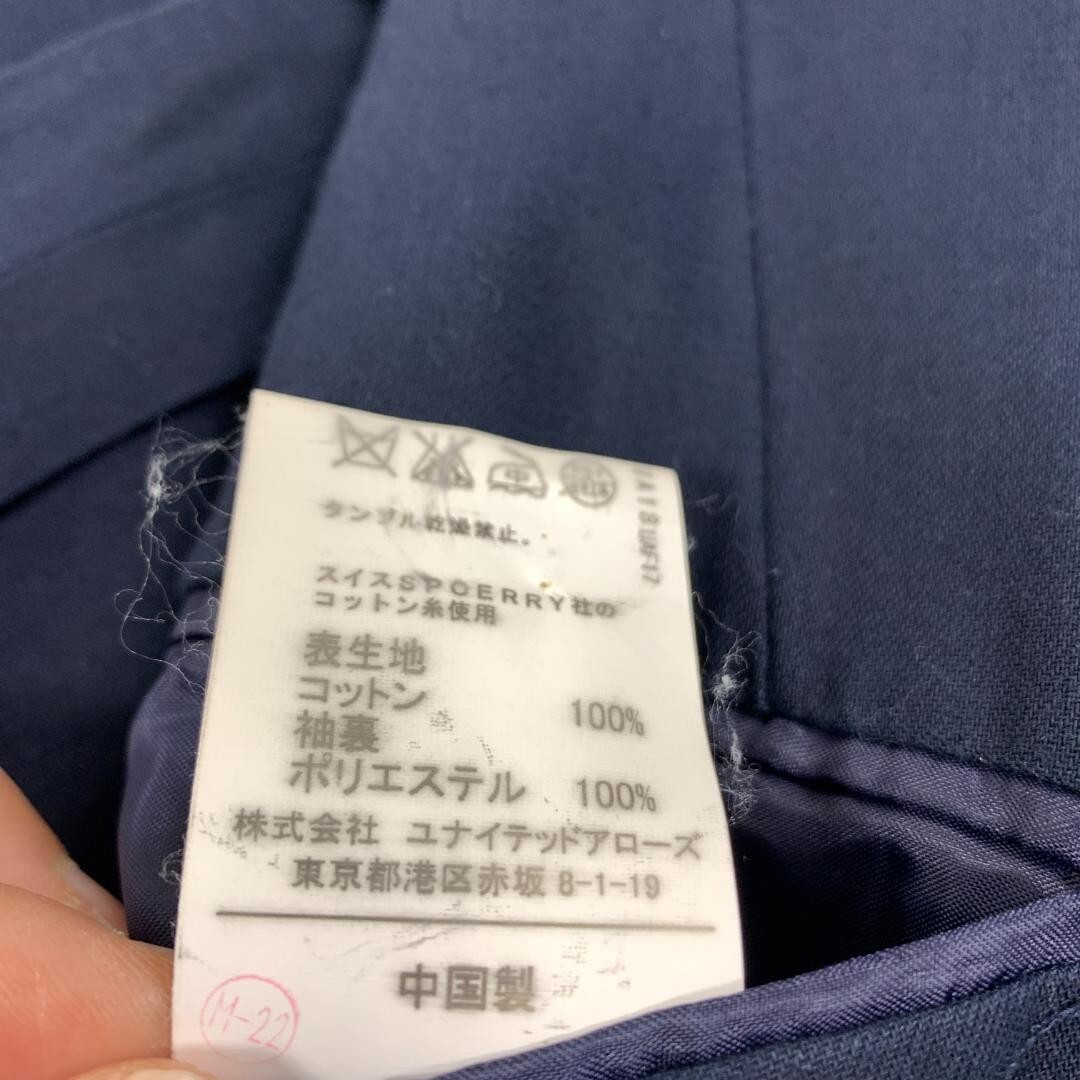 中
タンブル乾燥禁止。
スイスSPOERRY社の
コットン糸使用
表生地
コットン 100%
袖裏
ポリエステル 100%
株式会社 ユナイテッドアローズ
東京都港区赤坂 8-1-19
中国製
M-22